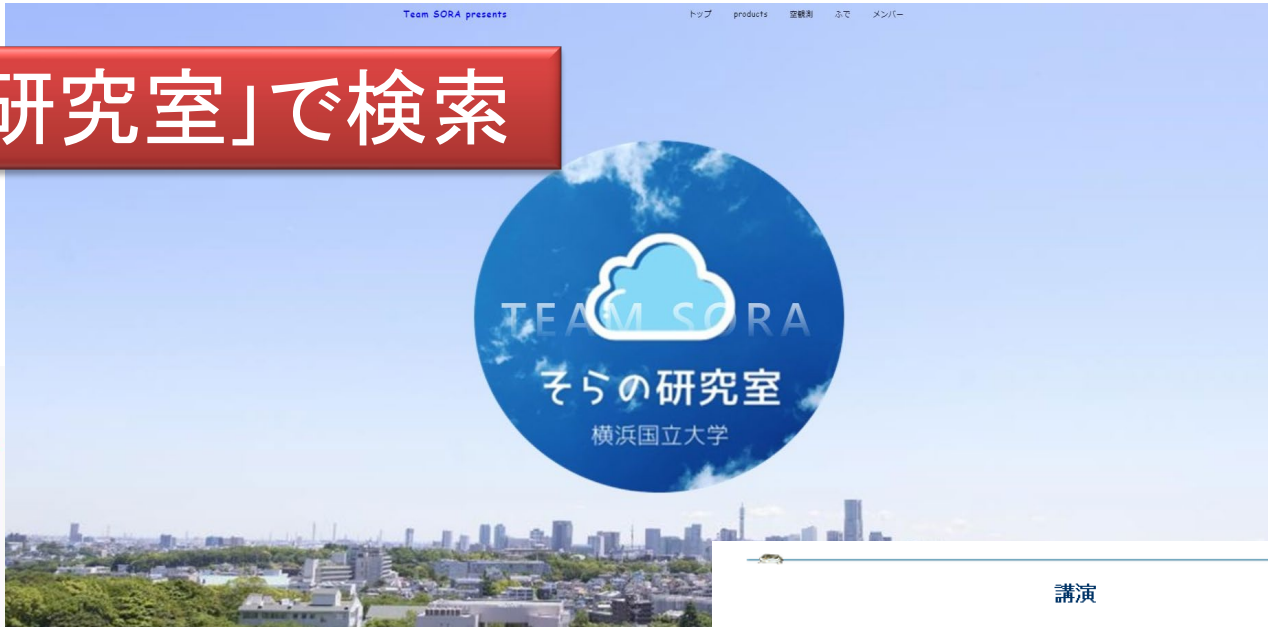 Team SORA presents トップ products 空観測 ふで メンバー
研究室」で検索
TEAM SORA
そらの研究室
横浜国立大学
講演